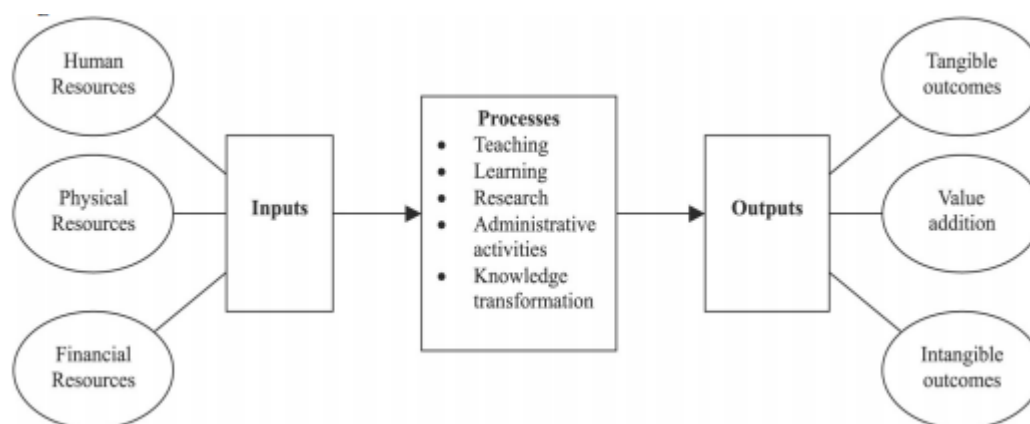 Human
Resources
Physical
Resources
Financial
Resources
Inputs
Processes
• Teaching
• Learning
• Research
• Administrative
activities
• Knowledge
transformation
Outputs
Tangible
outcomes
Value
addition
Intangible
outcomes